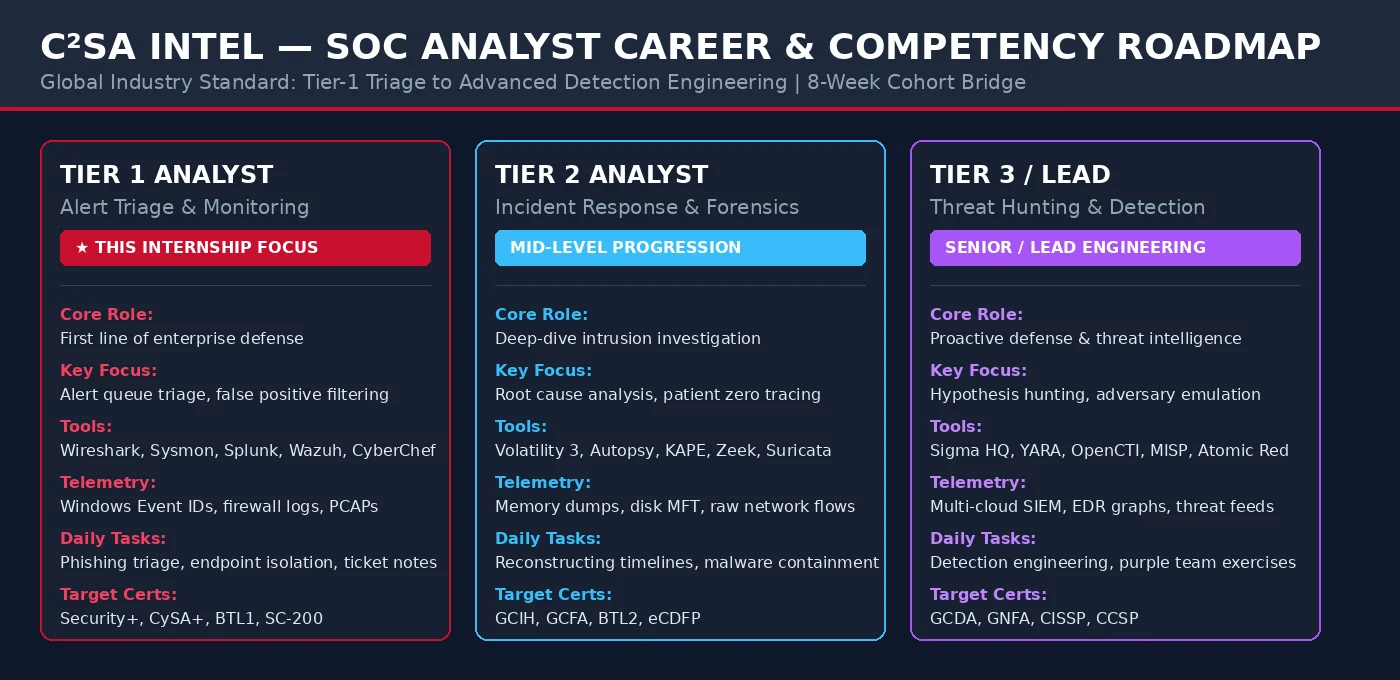 C²SA INTEL — SOC ANALYST CAREER & COMPETENCY ROADMAP
Global Industry Standard: Tier-1 Triage to Advanced Detection Engineering | 8-Week Cohort Bridge
TIER 1 ANALYST
Alert Triage & Monitoring
★ THIS INTERNSHIP FOCUS
Core Role:
First line of enterprise defense
Key Focus:
Alert queue triage, false positive filtering
Tools:
Wireshark, Sysmon, Splunk, Wazuh, CyberChef
Telemetry:
Windows Event IDs, firewall logs, PCAPs
Daily Tasks:
Phishing triage, endpoint isolation, ticket notes
Target Certs:
Security+, CySA+, BTL1, SC-200
TIER 2 ANALYST
Incident Response & Forensics
MID-LEVEL PROGRESSION
Core Role:
Deep-dive intrusion investigation
Key Focus:
Root cause analysis, patient zero tracing
Tools:
Volatility 3, Autopsy, KAPE, Zeek, Suricata
Telemetry:
Memory dumps, disk MFT, raw network flows
Daily Tasks:
Reconstructing timelines, malware containment
Target Certs:
GCIH, GCFA, BTL2, eCDFP
TIER 3 / LEAD
Threat Hunting & Detection
SENIOR / LEAD ENGINEERING
Core Role:
Proactive defense & threat intelligence
Key Focus:
Hypothesis hunting, adversary emulation
Tools:
Sigma HQ, YARA, OpenCTI, MISP, Atomic Red
Telemetry:
Multi-cloud SIEM, EDR graphs, threat feeds
Daily Tasks:
Detection engineering, purple team exercises
Target Certs:
GCDA, GNFA, CISSP, CCSP